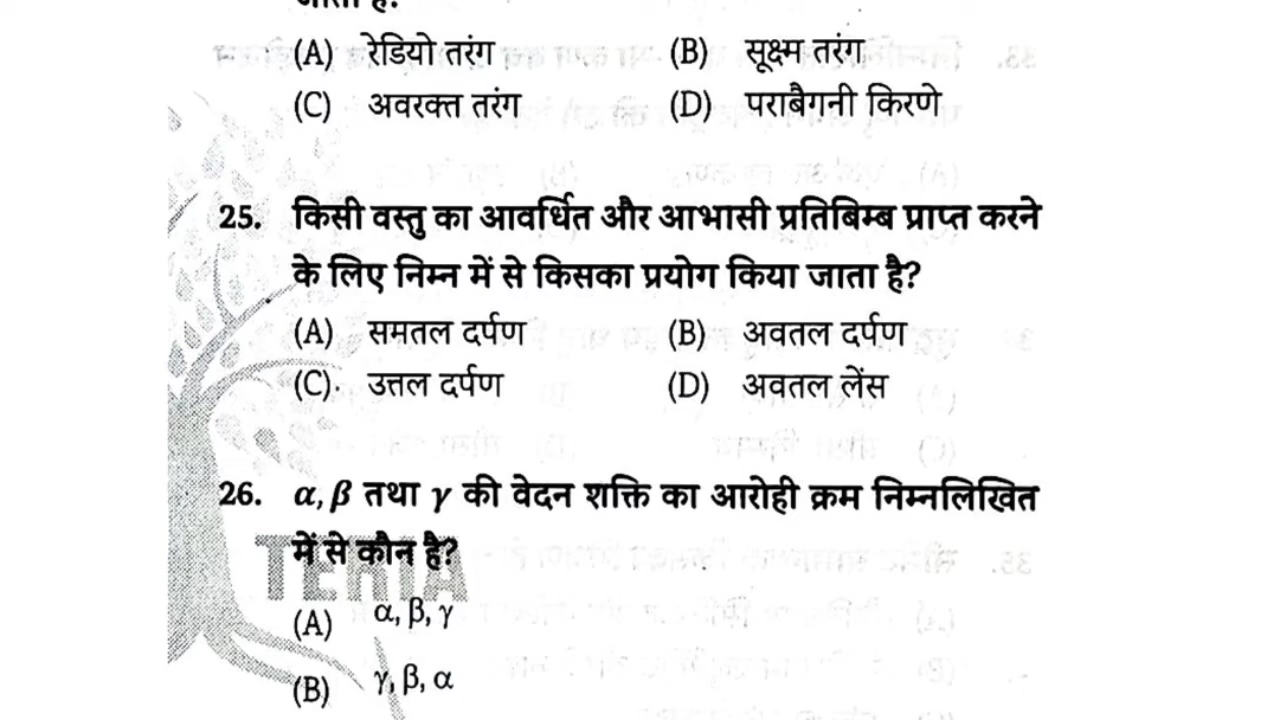 जाता है?
(A) रेडियो तरंग (B) सूक्ष्म तरंग
(C) अवरक्त तरंग (D) पराबैगनी किरणे
25. किसी वस्तु का आवर्धित और आभासी प्रतिबिम्ब प्राप्त करने
के लिए निम्न में से किसका प्रयोग किया जाता है?
(A) समतल दर्पण (B) अवतल दर्पण
(C) उत्तल दर्पण (D) अवतल लेंस
26. α, β तथा γ की वेदन शक्ति का आरोही क्रम निम्नलिखित
में से कौन है?
(A) α, β, γ
(B) γ, β, α